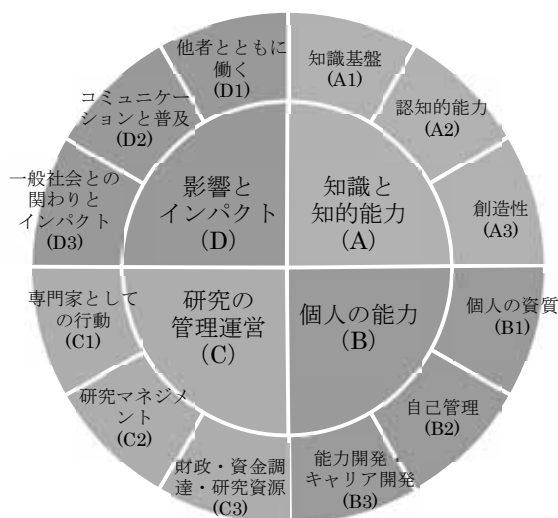 他者とともに
働く
(D1)
知識基盤
(A1)
コミュニケー
ションと普及
(D2)
認知的能力
(A2)
一般社会との
関わりと
インパクト
(D3)
影響と
インパクト
(D)
知識と
知的能力
(A)
創造性
(A3)
専門家として
の行動
(C1)
研究の
管理運営
(C)
個人の能力
(B)
個人の資質
(B1)
研究マネジメ
ント
(C2)
自己管理
(B2)
財政・資金調
達・研究資源
(C3)
能力開発・
キャリア開発
(B3)